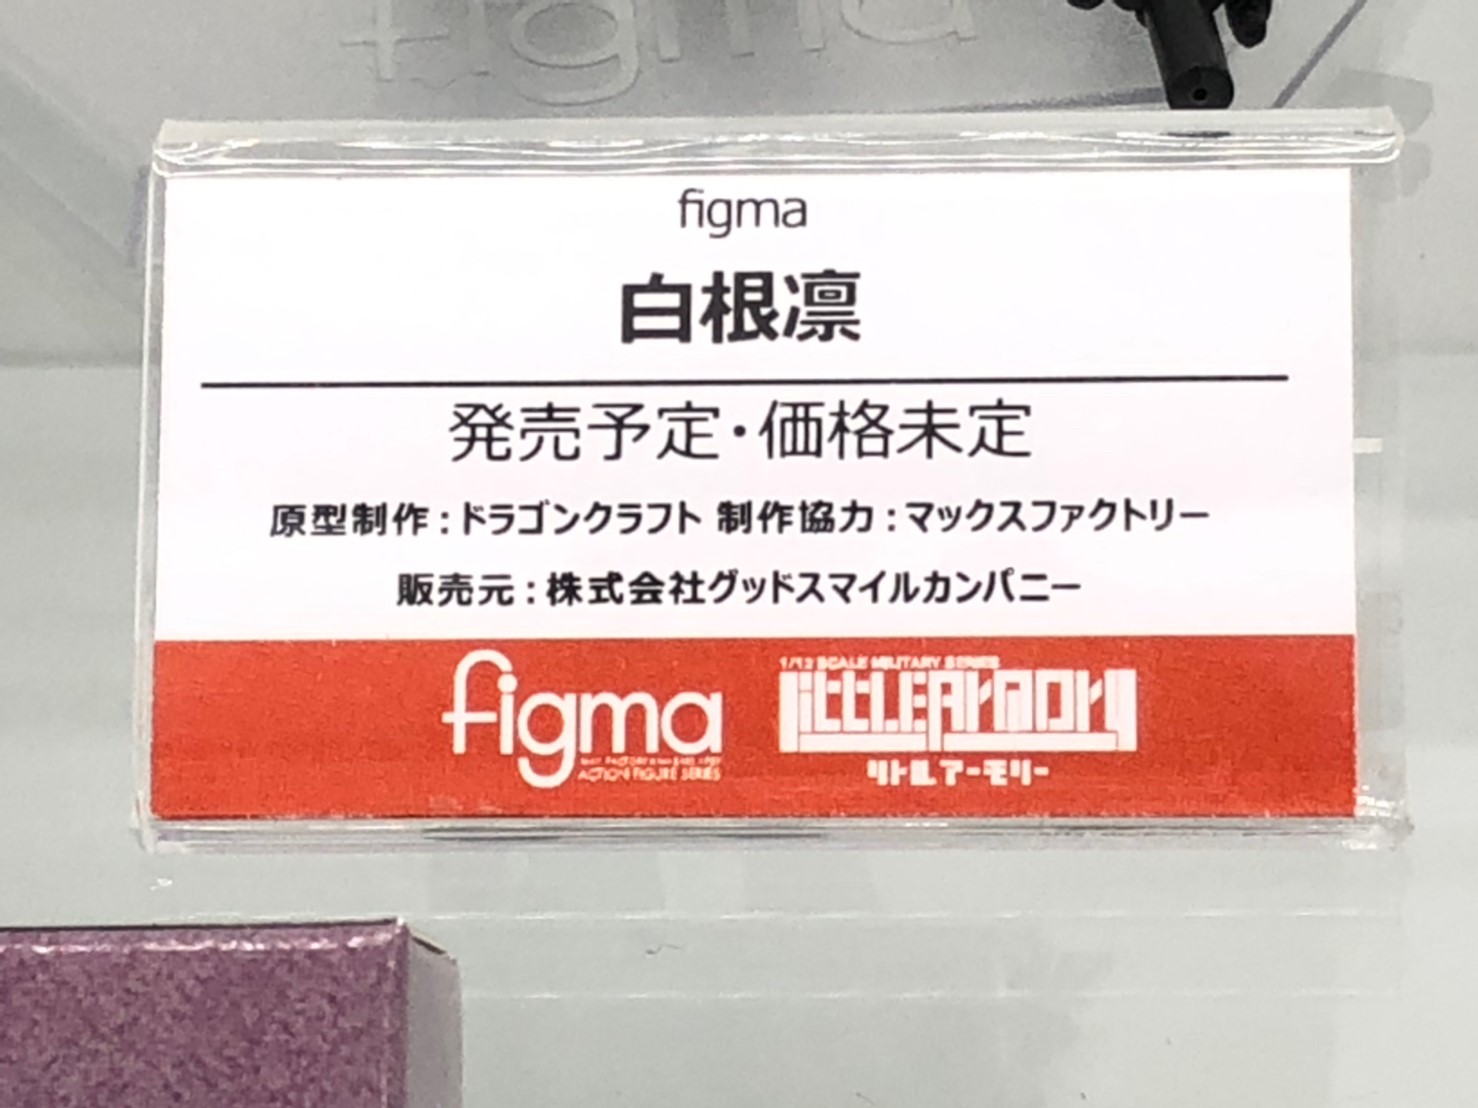 figma
figma
白根凛
発売予定・価格未定
原型制作：ドラゴンクラフト 制作協力：マックスファクトリー
販売元：株式会社グッドスマイルカンパニー
figma
ACTION FIGURE SERIES
1/12 SCALE MILITARY SERIES
LITTLEARMORY
リトルアーモリー